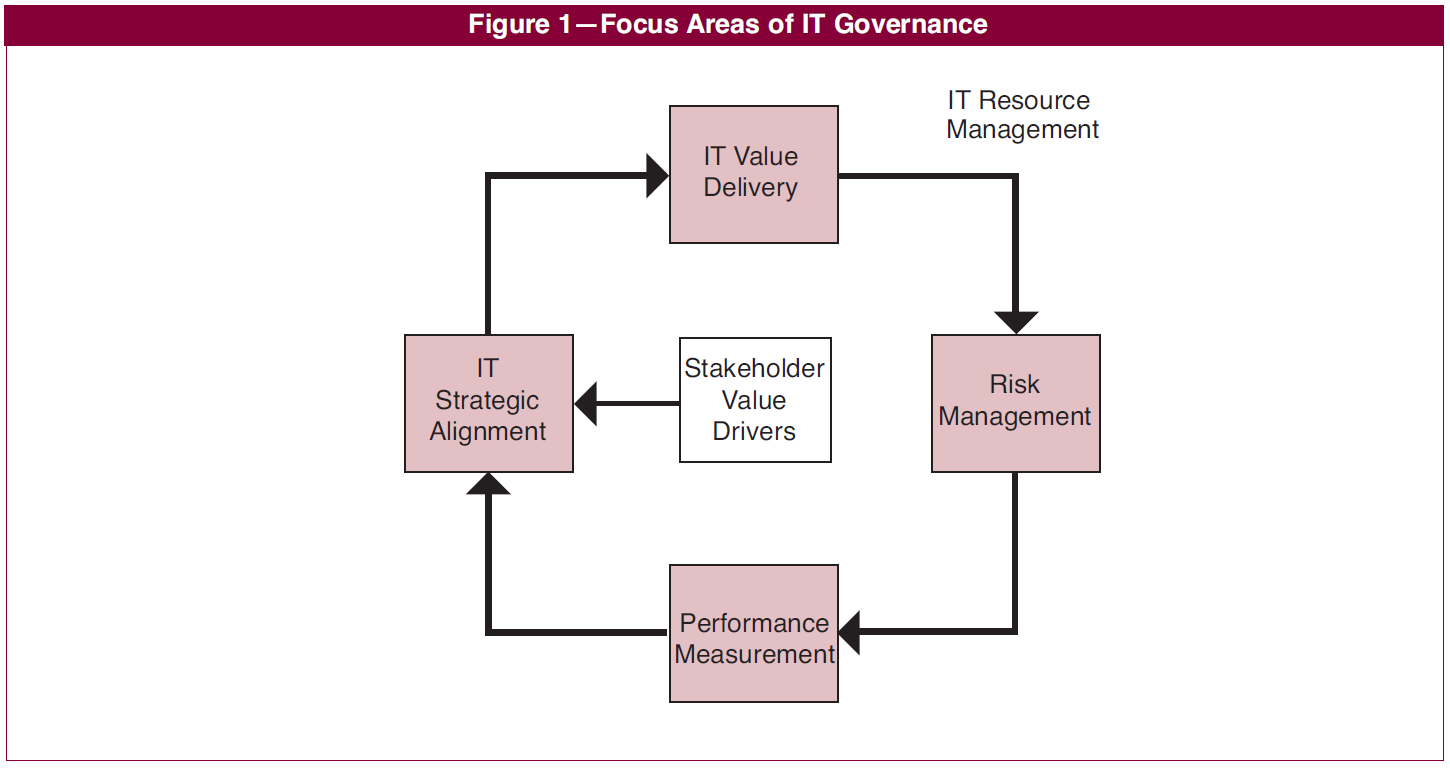 Figure 1—Focus Areas of IT Governance
IT Resource
Management
IT Value
Delivery
IT
Strategic
Alignment
Stakeholder
Value
Drivers
Risk
Management
Performance
Measurement